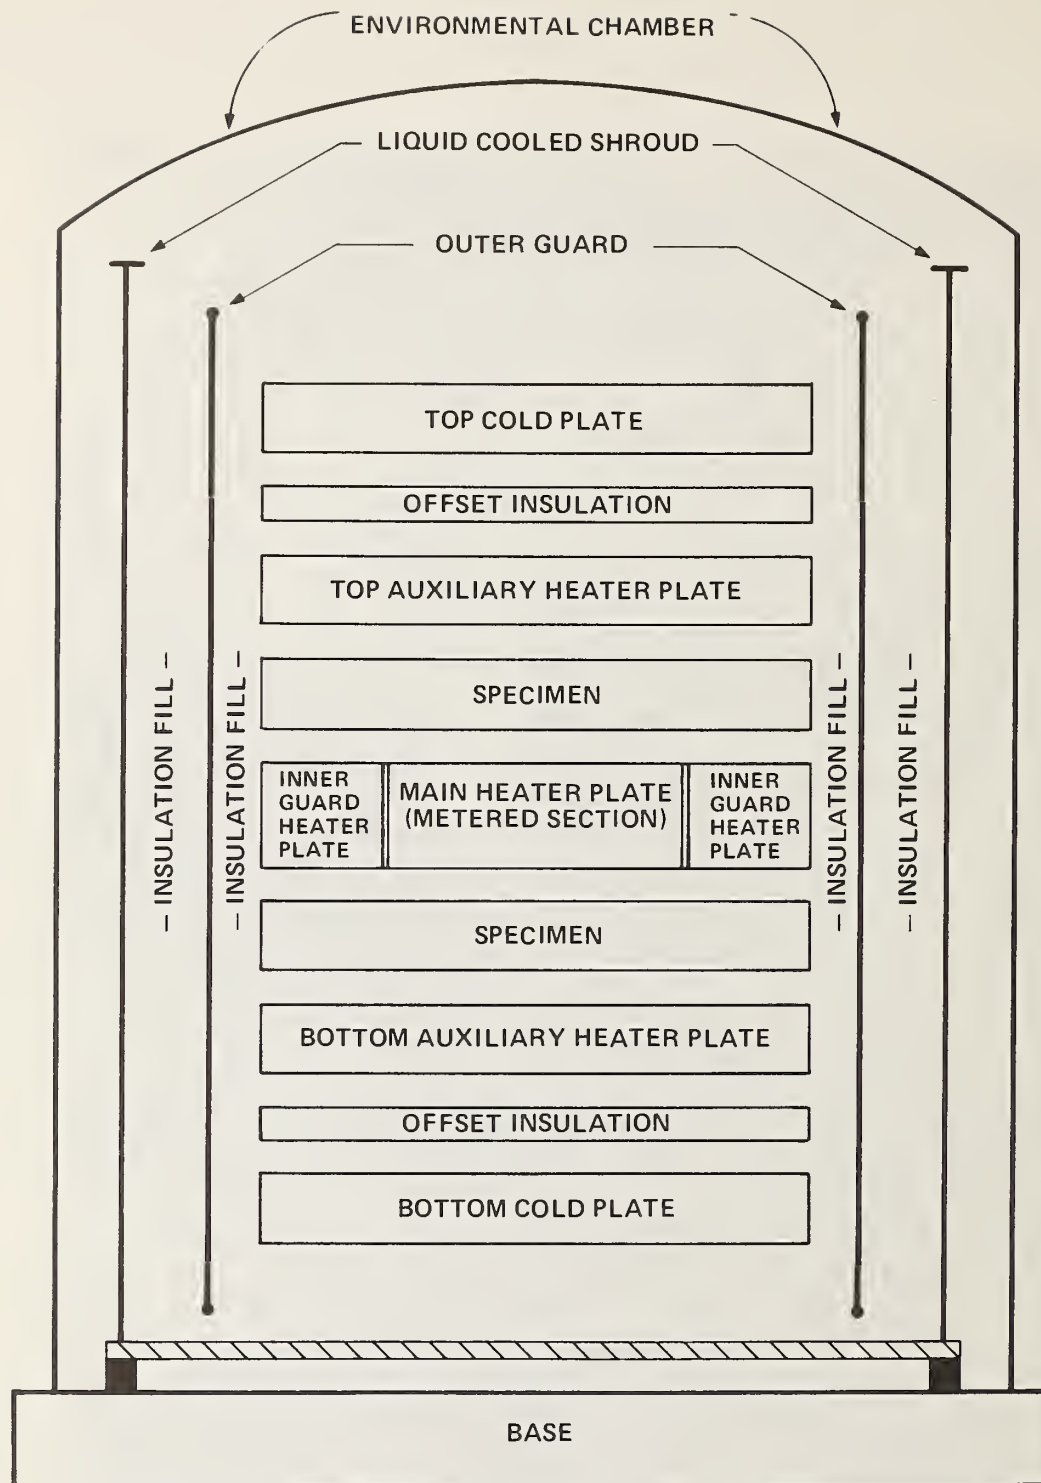 ENVIRONMENTAL CHAMBER
LIQUID COOLED SHROUD
OUTER GUARD
TOP COLD PLATE
OFFSET INSULATION
TOP AUXILIARY HEATER PLATE
SPECIMEN
INSULATION FILL
INSULATION FILL
INNER
GUARD
HEATER
PLATE
MAIN HEATER PLATE
(METERED SECTION)
INNER
GUARD
HEATER
PLATE
INSULATION FILL
INSULATION FILL
SPECIMEN
BOTTOM AUXILIARY HEATER PLATE
OFFSET INSULATION
BOTTOM COLD PLATE
BASE